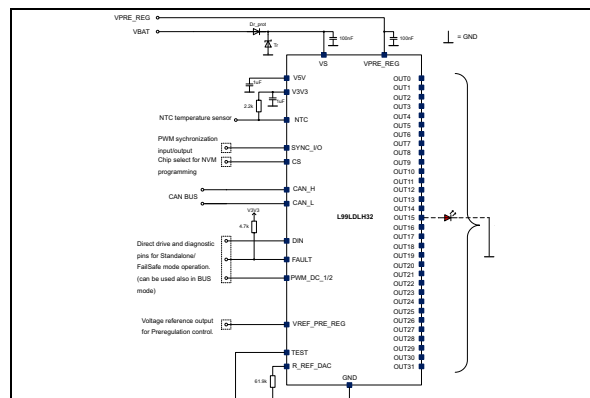 VPRE_REG
VBAT
Dz_prot
Tr
100nF
100nF
= GND
VS
VPRE_REG
1uF
V5V
V3V3
1uF
2.2k
NTC temperature sensor
NTC
PWM sychronization
input/output
SYNC_I/O
Chip select for NVM
programming
CS
CAN BUS
CAN_H
CAN_L
V3V3
4.7k
Direct drive and diagnostic
pins for Standalone/
FailSafe mode operation.
(can be used also in BUS
mode)
DIN
FAULT
PWM_DC_1/2
Voltage reference output
for Preregulation control.
VREF_PRE_REG
TEST
R_REF_DAC
61.9k
GND
L99LDLH32
OUT0
OUT1
OUT2
OUT3
OUT4
OUT5
OUT6
OUT7
OUT8
OUT9
OUT10
OUT11
OUT12
OUT13
OUT14
OUT15
OUT16
OUT17
OUT18
OUT19
OUT20
OUT21
OUT22
OUT23
OUT24
OUT25
OUT26
OUT27
OUT28
OUT29
OUT30
OUT31